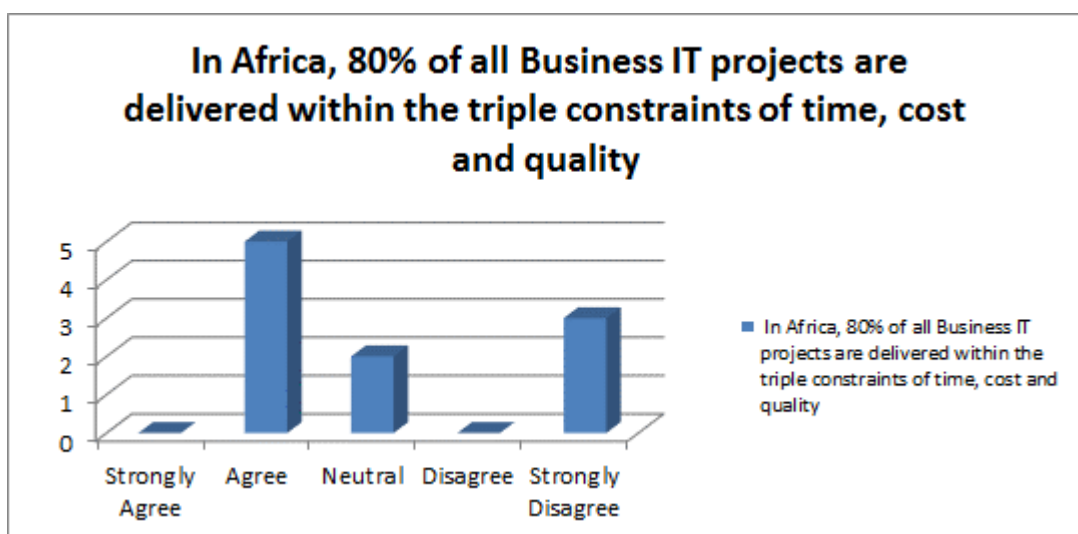 In Africa, 80% of all Business IT projects are
delivered within the triple constraints of time, cost
and quality
5
4
3
2
1
0
Strongly Agree
Agree
Neutral
Disagree
Strongly Disagree
In Africa, 80% of all Business IT
projects are delivered within the
triple constraints of time, cost and
quality